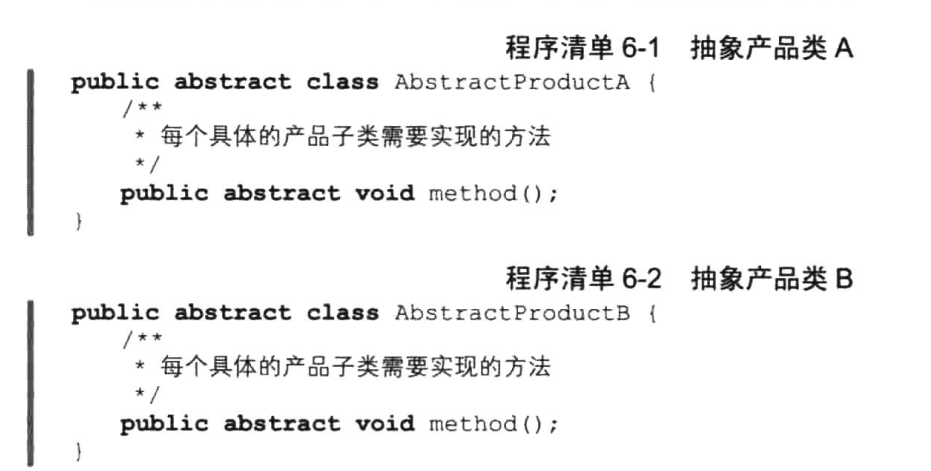 程序清单 6-1 抽象产品类 A
public abstract class AbstractProductA {
/**
* 每个具体的产品子类需要实现的方法
*/
public abstract void method();
}
程序清单 6-2 抽象产品类 B
public abstract class AbstractProductB {
/**
* 每个具体的产品子类需要实现的方法
*/
public abstract void method();
}